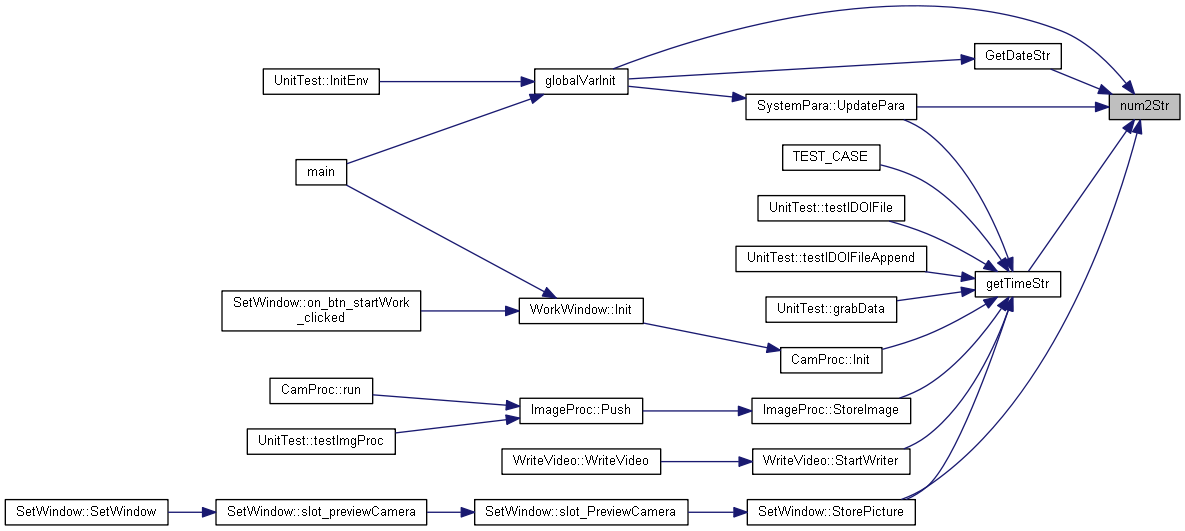 GetDateStr
UnitTest::InitEnv
globalVarInit
SystemPara::UpdatePara
num2Str
TEST_CASE
main
UnitTest::testIDOIFile
UnitTest::testIDOIFileAppend
getTimeStr
SetWindow::on_btn_startWork
_clicked
WorkWindow::Init
UnitTest::grabData
CamProc::Init
CamProc::run
ImageProc::Push
ImageProc::StoreImage
UnitTest::testImgProc
WriteVideo::WriteVideo
WriteVideo::StartWriter
SetWindow::SetWindow
SetWindow::slot_previewCamera
SetWindow::slot_PreviewCamera
SetWindow::StorePicture